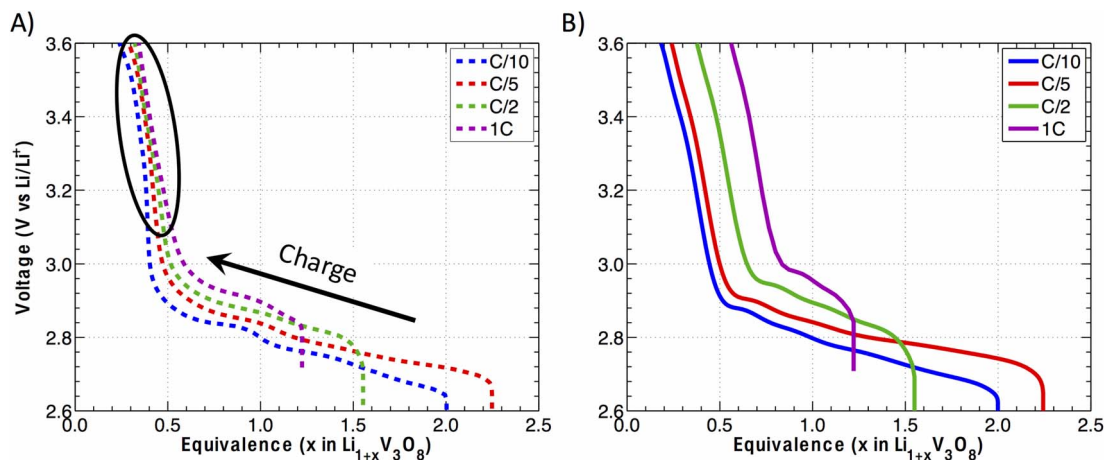 A)
3.6
3.4
3.2
3.0
2.8
2.6
0
0.5
1.0
1.5
2.0
2.5
Voltage (V vs Li/Li⁺)
Equivalence (x in Li₁₊ₓV₃O₈)
C/10
C/5
C/2
1C
Charge
B)
3.6
3.4
3.2
3.0
2.8
2.6
0
0.5
1.0
1.5
2.0
2.5
Equivalence (x in Li₁₊ₓV₃O₈)
C/10
C/5
C/2
1C